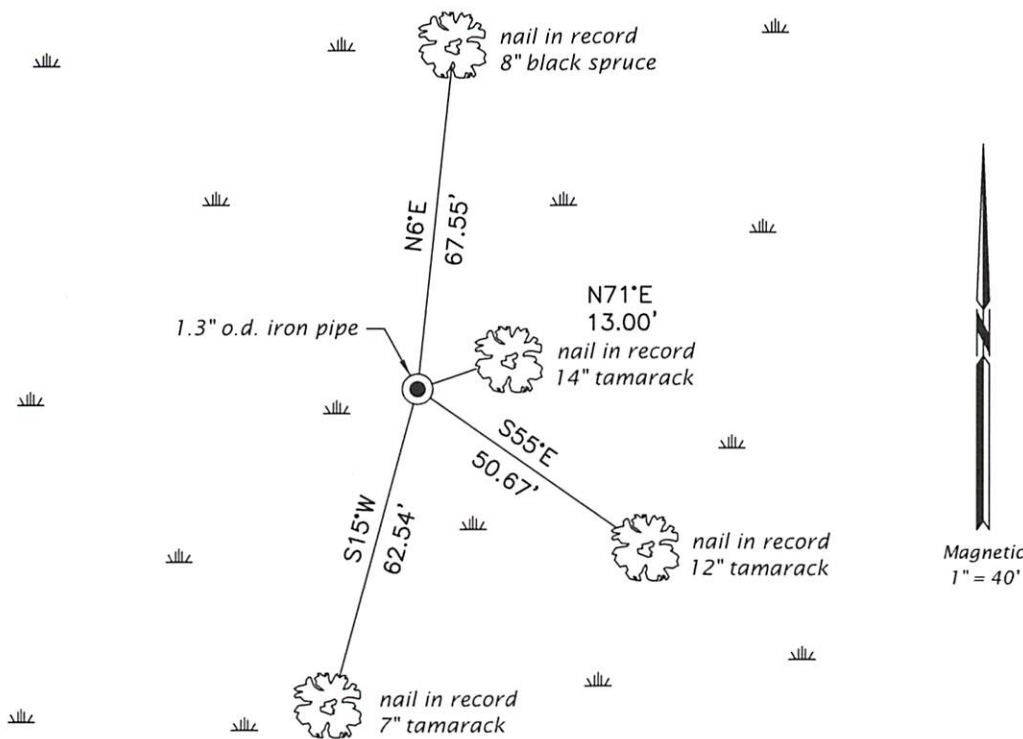 nail in record
8" black spruce
N6°E
67.55'
N71°E
13.00'
1.3" o.d. iron pipe
nail in record
14" tamarack
S55°E
50.67'
S15°W
62.54'
nail in record
12" tamarack
N
Magnetic
1" = 40'
nail in record
7" tamarack